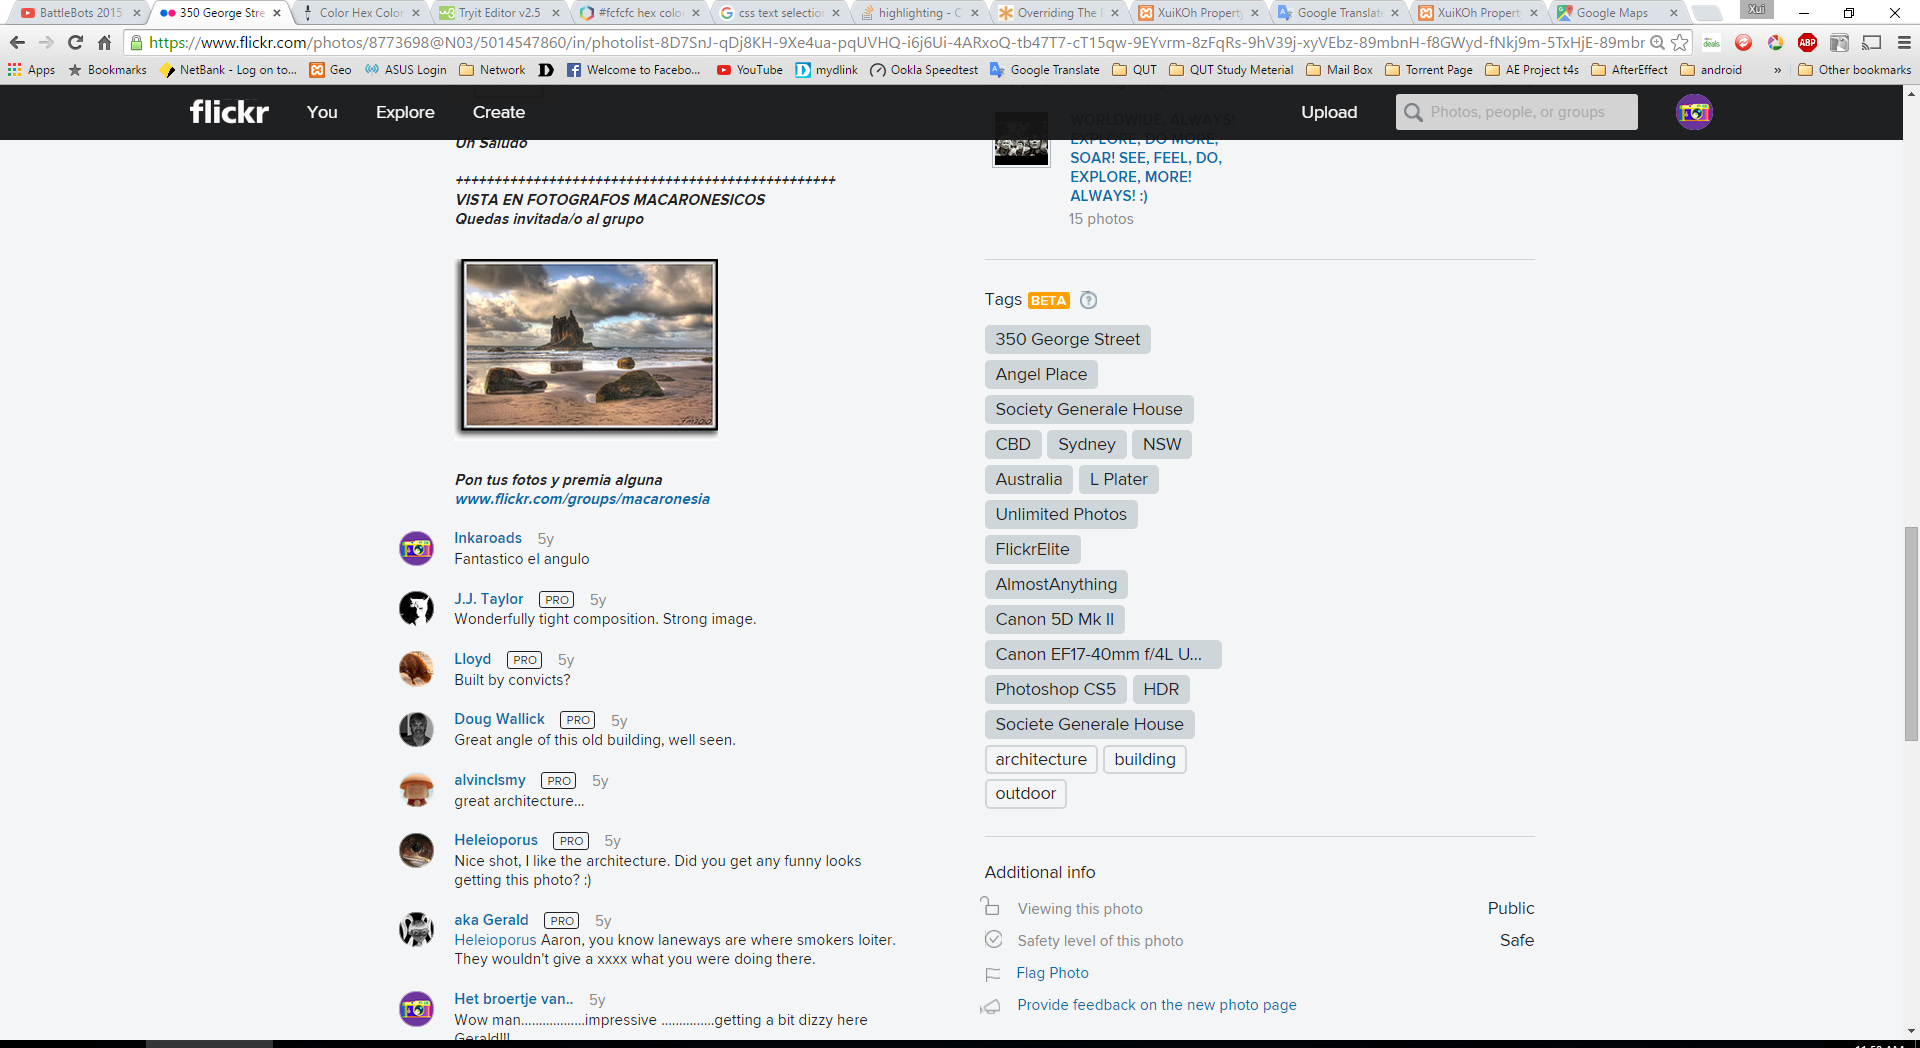 BattleBots 2015
350 George Stre
Color Hex Color
Tryit Editor v2.5
#fcfcfc hex colo
css text selectio
highlighting - C
Overriding The
XuiKOh Property
Google Translat
XuiKOh Propert
Google Maps
Xui
https://www.flickr.com/photos/8773698@N03/5014547860/in/photolist-8D7SnJ-qDj8KH-9Xe4ua-pqUVHQ-i6j6Ui-4ARxoQ-tb47T7-cT15qw-9EYvrm-8zFqRs-9hV39j-xyVEbz-89mbnH-f8GWyd-fNkj9m-5TxHjE-89mbr
Apps
Bookmarks
NetBank - Log on to...
Geo
ASUS Login
Network
Welcome to Facebo...
YouTube
mydlink
Ookla Speedtest
Google Translate
QUT
QUT Study Meterial
Mail Box
Torrent Page
AE Project t4s
AfterEffect
android
»
Other bookmarks
flickr
You
Explore
Create
Upload
Photos, people, or groups
Un Saludo
++++++++++++++++++++++++++++++++++++++++++++++++
VISTA EN FOTOGRAFOS MACARONESICOS
Quedas invitada/o al grupo
Pon tus fotos y premia alguna
www.flickr.com/groups/macaronesia
Inkaroads 5y
Fantastico el angulo
J.J. Taylor PRO 5y
Wonderfully tight composition. Strong image.
Lloyd PRO 5y
Built by convicts?
Doug Wallick PRO 5y
Great angle of this old building, well seen.
alvinclsmy PRO 5y
great architecture...
Heleioporus PRO 5y
Nice shot, I like the architecture. Did you get any funny looks
getting this photo? :)
aka Gerald PRO 5y
Heleioporus Aaron, you know laneways are where smokers loiter.
They wouldn't give a xxxx what you were doing there.
Het broertje van.. 5y
Wow man..................impressive ...............getting a bit dizzy here
Gerald!!!
WORLDWIDE, ALWAYS!
EXPLORE, DO MORE,
SOAR! SEE, FEEL, DO,
EXPLORE, MORE!
ALWAYS! :)
15 photos
Tags BETA ?
350 George Street
Angel Place
Society Generale House
CBD Sydney NSW
Australia L Plater
Unlimited Photos
FlickrElite
AlmostAnything
Canon 5D Mk II
Canon EF17-40mm f/4L U...
Photoshop CS5 HDR
Societe Generale House
architecture building
outdoor
Additional info
Viewing this photo Public
Safety level of this photo Safe
Flag Photo
Provide feedback on the new photo page